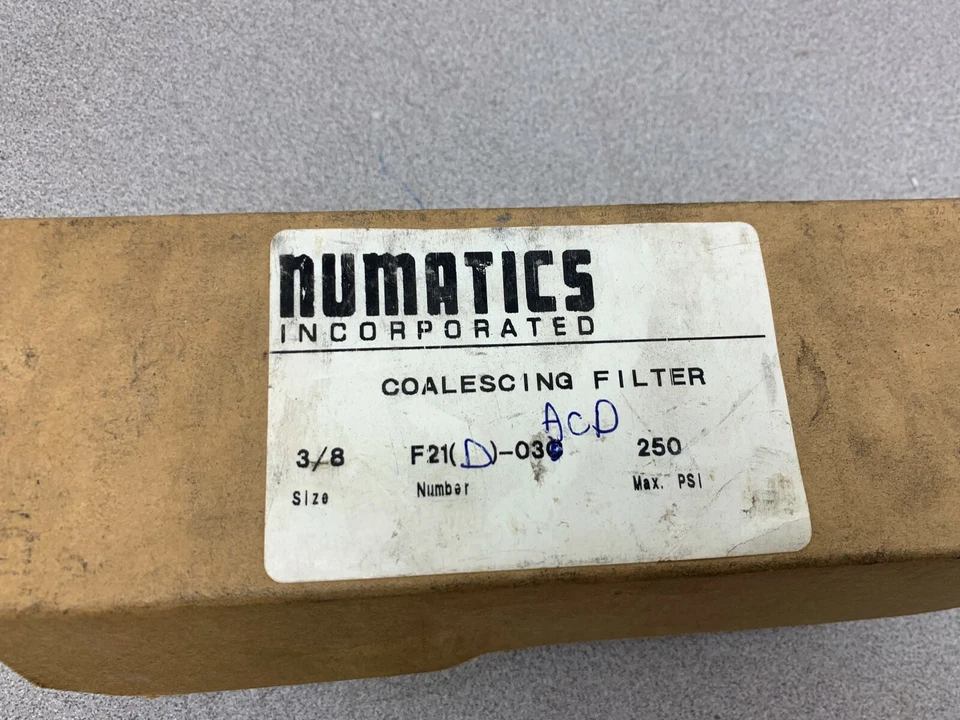 NUMATICS
INCORPORATED
COALESCING FILTER
ACD
3/8 F21(D)-03 250
Size Number Max. PSI